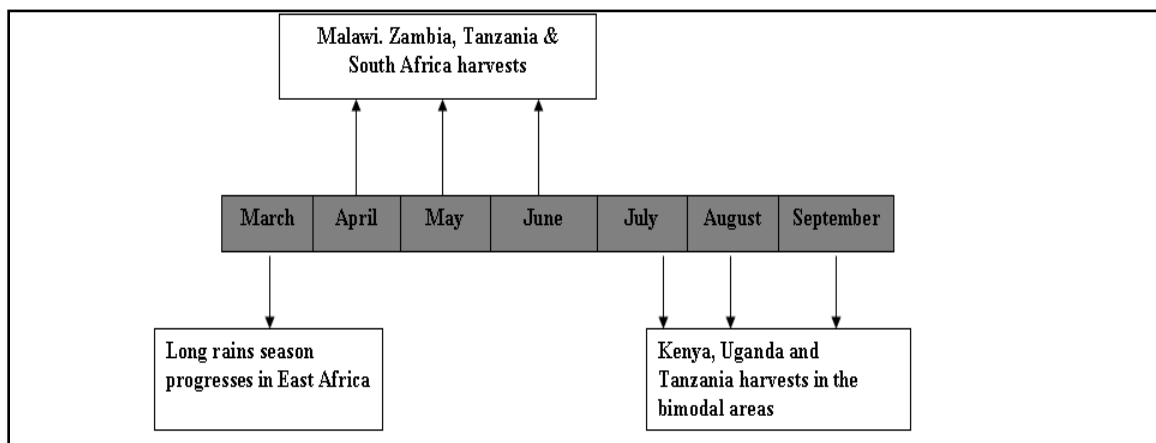 Malawi. Zambia, Tanzania &
South Africa harvests
March April May June July August September
Long rains season
progresses in East Africa
Kenya, Uganda and
Tanzania harvests in the
bimodal areas